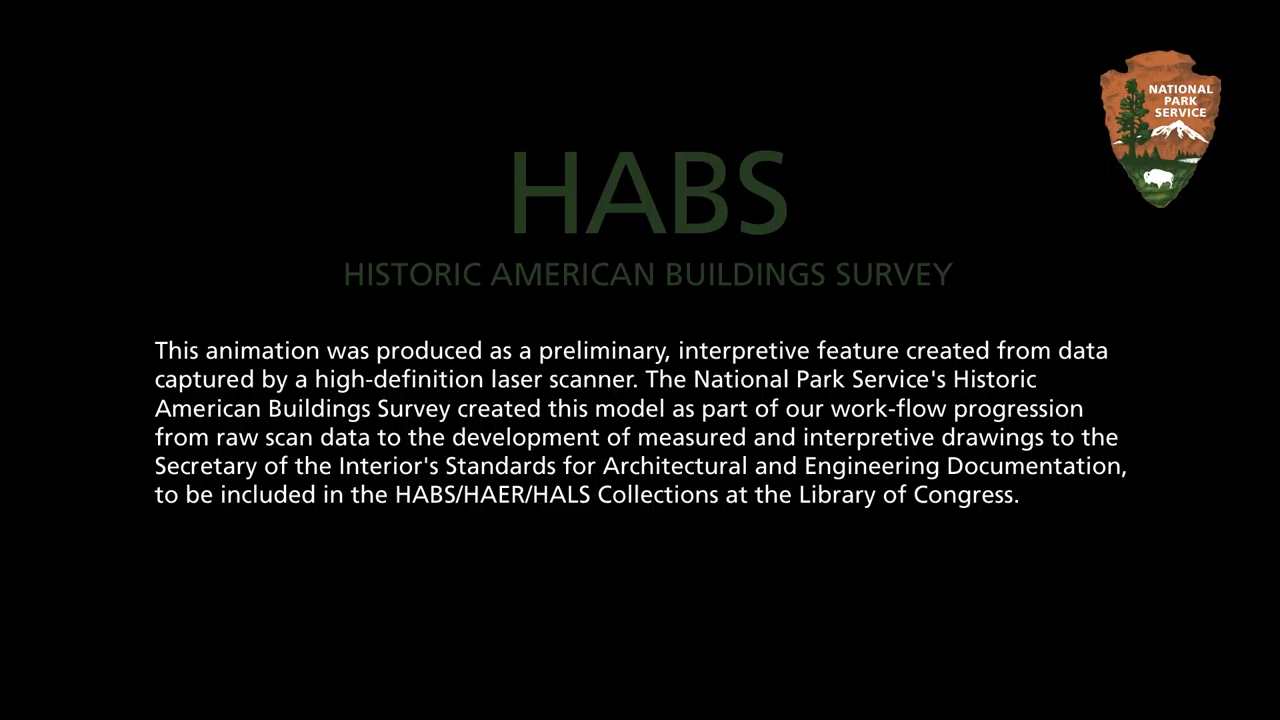 NATIONAL
PARK
SERVICE
HABS
HISTORIC AMERICAN BUILDINGS SURVEY
This animation was produced as a preliminary, interpretive feature created from data
captured by a high-definition laser scanner. The National Park Service's Historic
American Buildings Survey created this model as part of our work-flow progression
from raw scan data to the development of measured and interpretive drawings to the
Secretary of the Interior's Standards for Architectural and Engineering Documentation,
to be included in the HABS/HAER/HALS Collections at the Library of Congress.